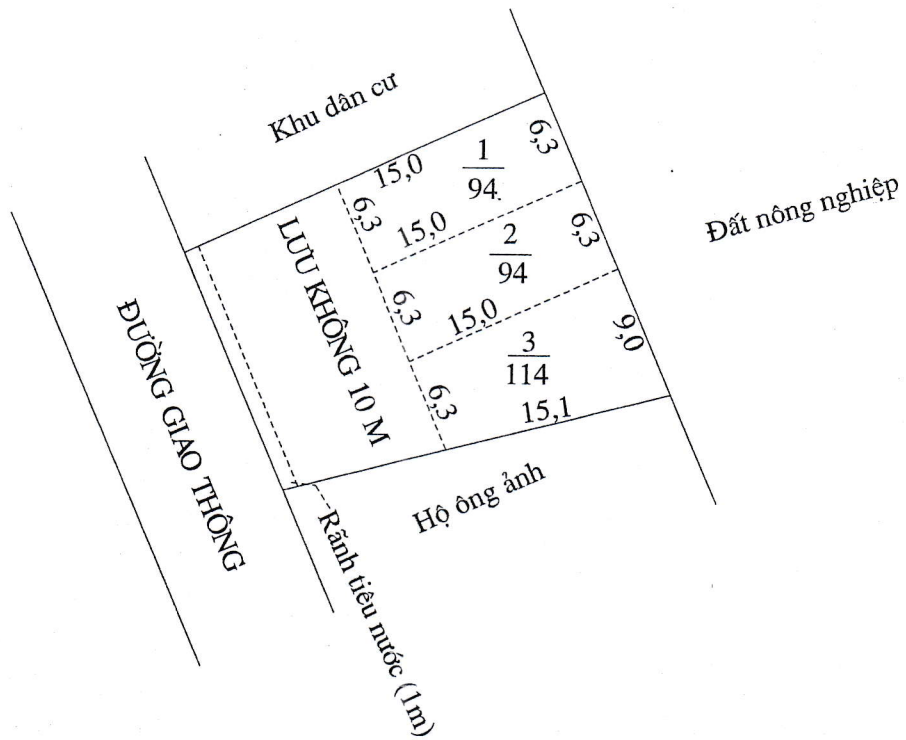 Khu dân cư
15,0
1
94
6,3
6,3
15,0
2
94
6,3
6,3
15,0
3
114
9,0
6,3
15,1
Đất nông nghiệp
LƯU KHÔNG 10 M
ĐƯỜNG GIAO THÔNG
Hộ ông ảnh
Rãnh tiêu nước (1m)